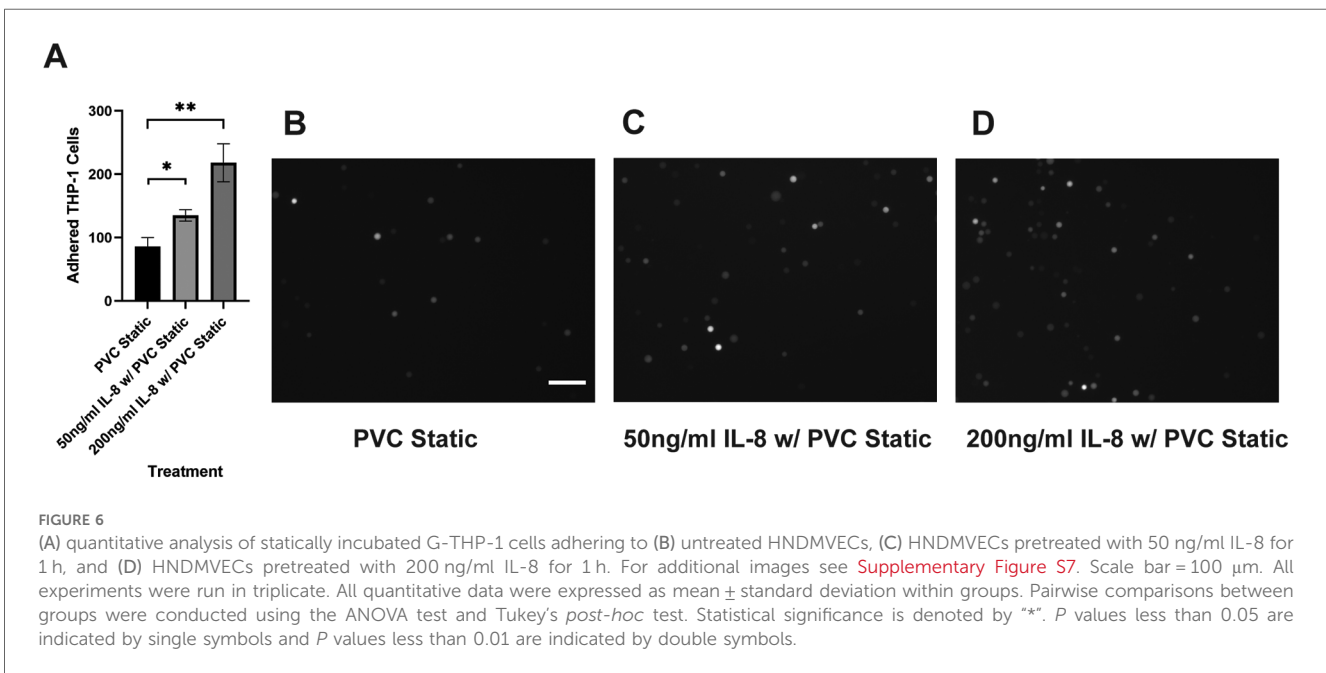 A
300
200
100
0
Adhered THP-1 Cells
*
**
PVC Static
50ng/ml IL-8 w/ PVC Static
200ng/ml IL-8 w/ PVC Static
Treatment
B
PVC Static
C
50ng/ml IL-8 w/ PVC Static
D
200ng/ml IL-8 w/ PVC Static
FIGURE 6
(A) quantitative analysis of statically incubated G-THP-1 cells adhering to (B) untreated HNDMVECs, (C) HNDMVECs pretreated with 50 ng/ml IL-8 for
1 h, and (D) HNDMVECs pretreated with 200 ng/ml IL-8 for 1 h. For additional images see Supplementary Figure S7. Scale bar = 100 μm. All
experiments were run in triplicate. All quantitative data were expressed as mean ± standard deviation within groups. Pairwise comparisons between
groups were conducted using the ANOVA test and Tukey's post-hoc test. Statistical significance is denoted by "*". P values less than 0.05 are
indicated by single symbols and P values less than 0.01 are indicated by double symbols.